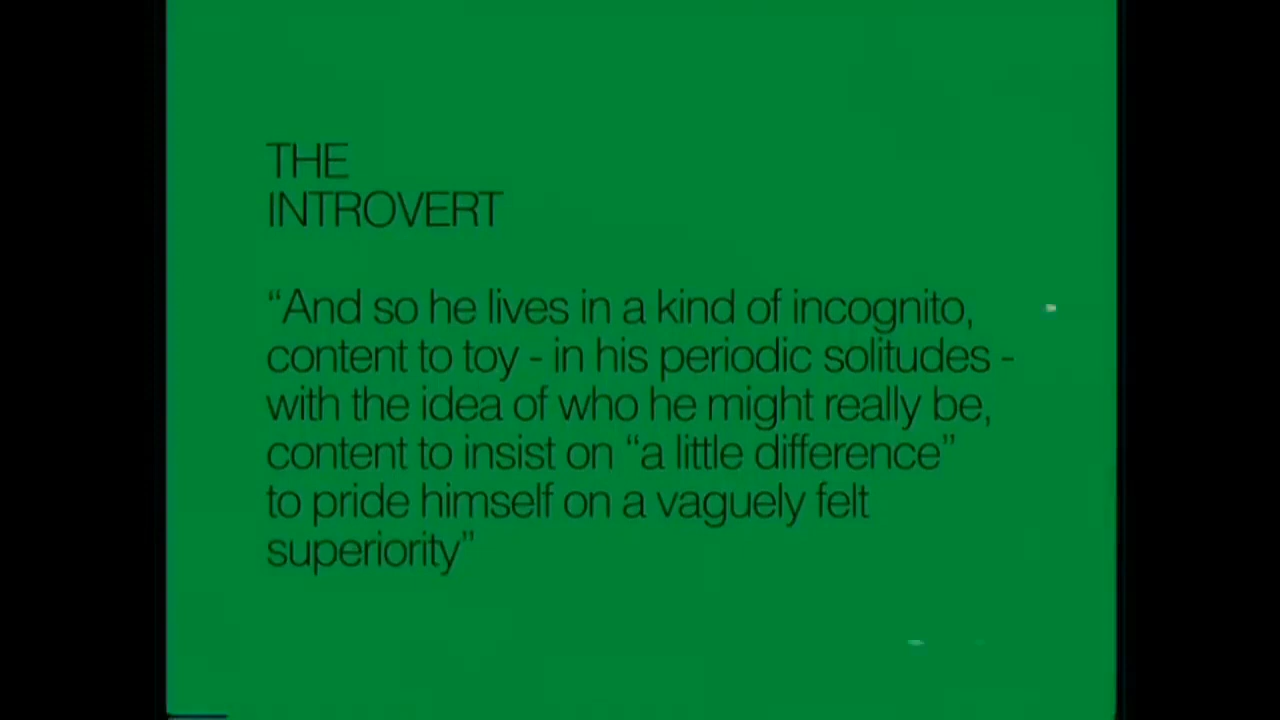 THE
INTROVERT
“And so he lives in a kind of incognito,
content to toy - in his periodic solitudes -
with the idea of who he might really be,
content to insist on “a little difference”
to pride himself on a vaguely felt
superiority”